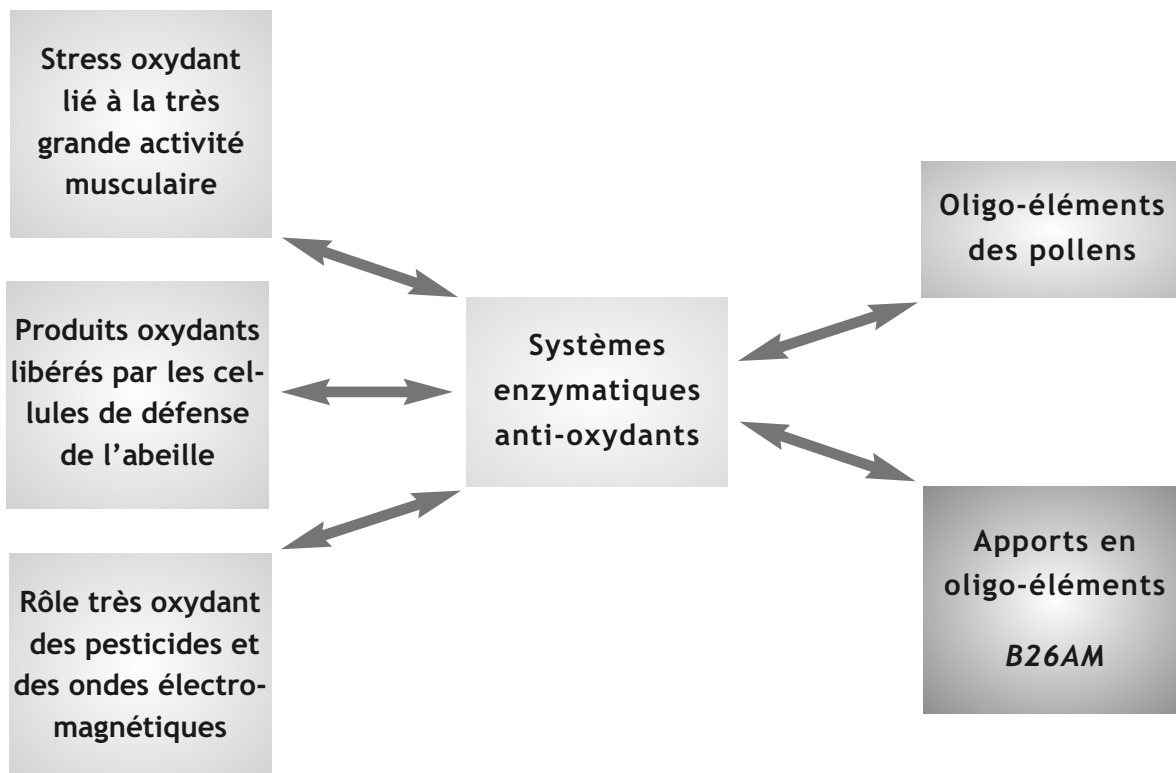 Stress oxydant
lié à la très
grande activité
musculaire
Produits oxydants
libérés par les cel-
lules de défense
de l'abeille
Rôle très oxydant
des pesticides et
des ondes électro-
magnétiques
Systèmes
enzymatiques
anti-oxydants
Oligo-éléments
des pollens
Apports en
oligo-éléments
B26AM